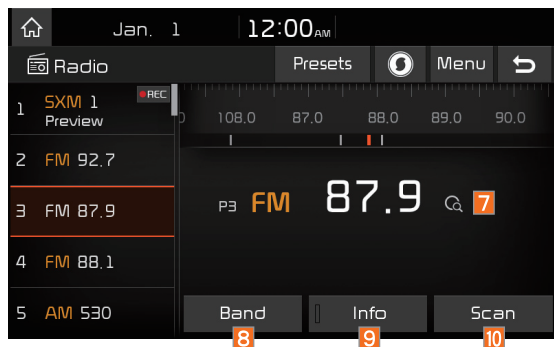 Jan. 1 12:00 AM
Radio Presets Menu
1 SXM 1 REC
Preview
108.0 87.0 88.0 89.0 90.0
2 FM 92.7
3 FM 87.9
P3 FM 87.9 7
4 FM 88.1
5 AM 530
Band Info Scan
8 9 10